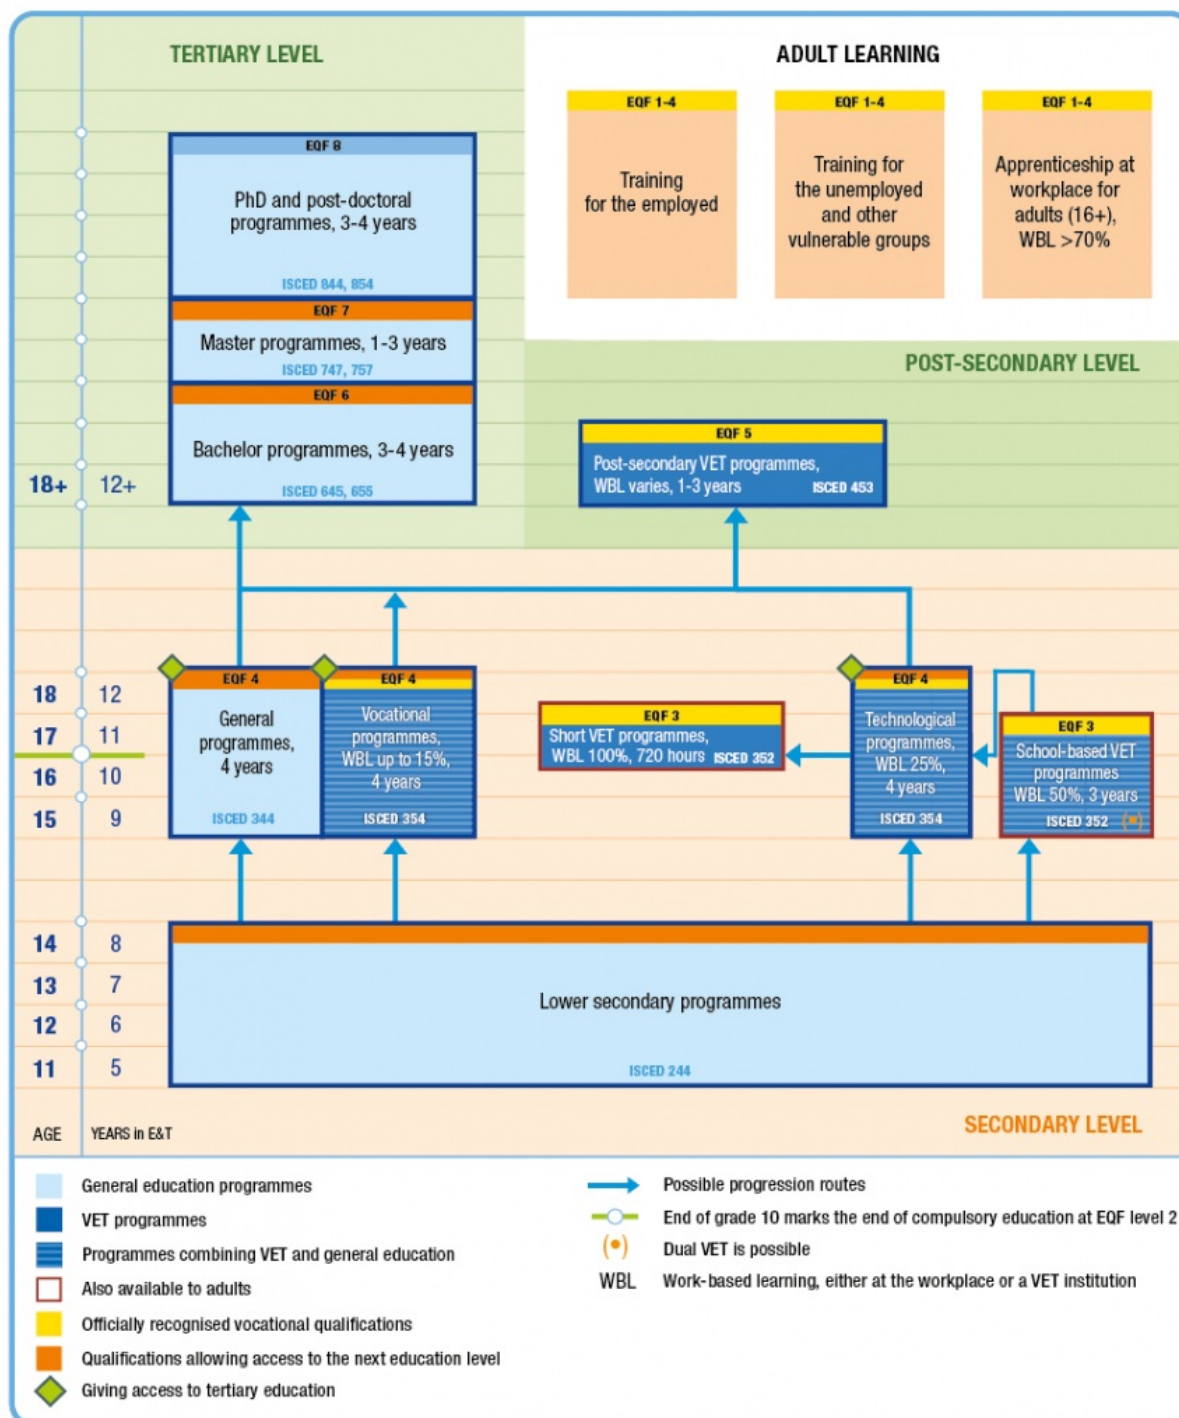 TERTIARY LEVEL
ADULT LEARNING
EQF 1-4
Training
for the employed
EQF 1-4
Training for
the unemployed
and other
vulnerable groups
EQF 1-4
Apprenticeship at
workplace for
adults (16+),
WBL >70%
EQF 8
PhD and post-doctoral
programmes, 3-4 years
ISCED 844, 854
EQF 7
Master programmes, 1-3 years
ISCED 747, 757
EQF 6
Bachelor programmes, 3-4 years
ISCED 645, 655
POST-SECONDARY LEVEL
EQF 5
Post-secondary VET programmes,
WBL varies, 1-3 years ISCED 453
18+ 12+
18 12
17 11
16 10
15 9
EQF 4
General
programmes,
4 years
ISCED 344
EQF 4
Vocational
programmes,
WBL up to 15%,
4 years
ISCED 354
EQF 3
Short VET programmes,
WBL 100%, 720 hours ISCED 352
EQF 4
Technological
programmes,
WBL 25%,
4 years
ISCED 354
EQF 3
School-based VET
programmes
WBL 50%, 3 years
ISCED 352 (•)
14 8
13 7
12 6
11 5
Lower secondary programmes
ISCED 244
AGE YEARS in E&T
SECONDARY LEVEL
General education programmes
VET programmes
Programmes combining VET and general education
Also available to adults
Officially recognised vocational qualifications
Qualifications allowing access to the next education level
Giving access to tertiary education
Possible progression routes
End of grade 10 marks the end of compulsory education at EQF level 2
(•) Dual VET is possible
WBL Work-based learning, either at the workplace or a VET institution